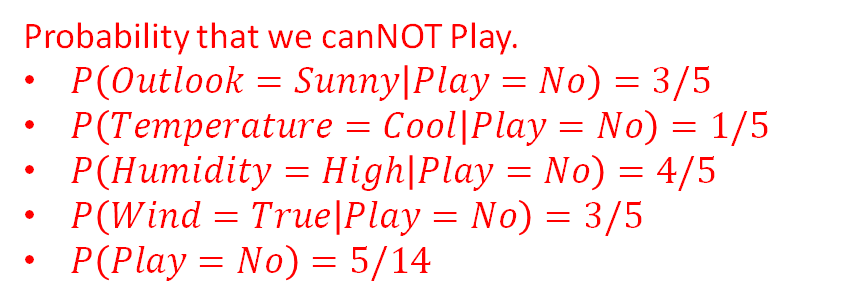 Probability that we canNOT Play.
• P(Outlook = Sunny|Play = No) = 3/5
• P(Temperature = Cool|Play = No) = 1/5
• P(Humidity = High|Play = No) = 4/5
• P(Wind = True|Play = No) = 3/5
• P(Play = No) = 5/14